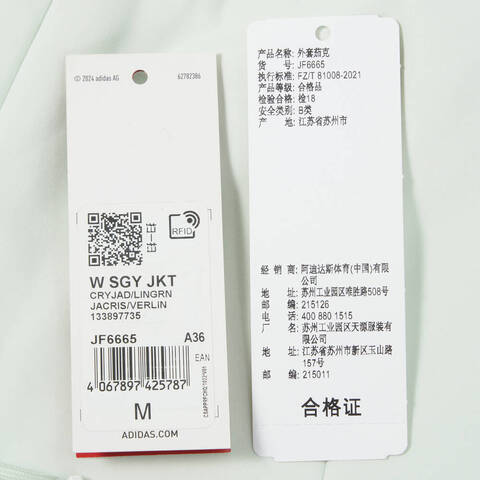 © 2024 adidas AG
62782386
RFID
W SGY JKT
CRYJAD/LINGRN
JACRIS/VERLIN
133897735
JF6665
A36
EAN
4 067897 425787
M
ADIDAS.COM
产品名称: 外套茄克
货 号: JF6665
执行标准: FZ/T 81008-2021
产品等级: 合格品
检验合格: 检18
安全类别: B类
产 地: 江苏省苏州市
经 销 商: 阿迪达斯体育(中国)有限
公司
地 址: 苏州工业园区唯胜路508号
邮 编: 215126
电 话: 400 880 1515
厂 名: 苏州工业园区天源服装有
限公司
地 址: 江苏省苏州市新区玉山路
157号
邮 编: 215011
合格证